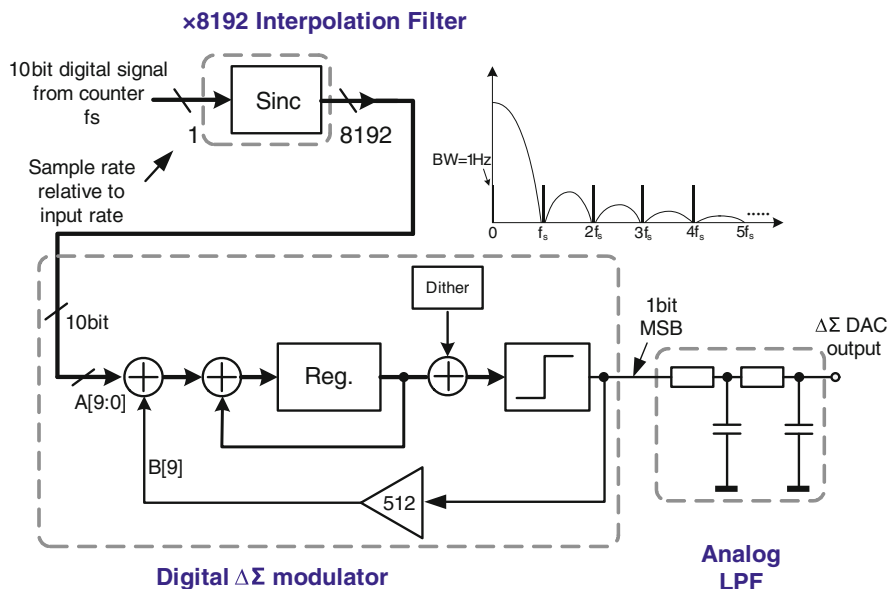 ×8192 Interpolation Filter
10bit digital signal
from counter
fs
Sinc
1
8192
Sample rate
relative to
input rate
BW=1Hz
0
fs
2fs
3fs
4fs
5fs
.....
10bit
A[9:0]
Reg.
Dither
1bit
MSB
ΔΣ DAC
output
B[9]
512
Digital ΔΣ modulator
Analog
LPF